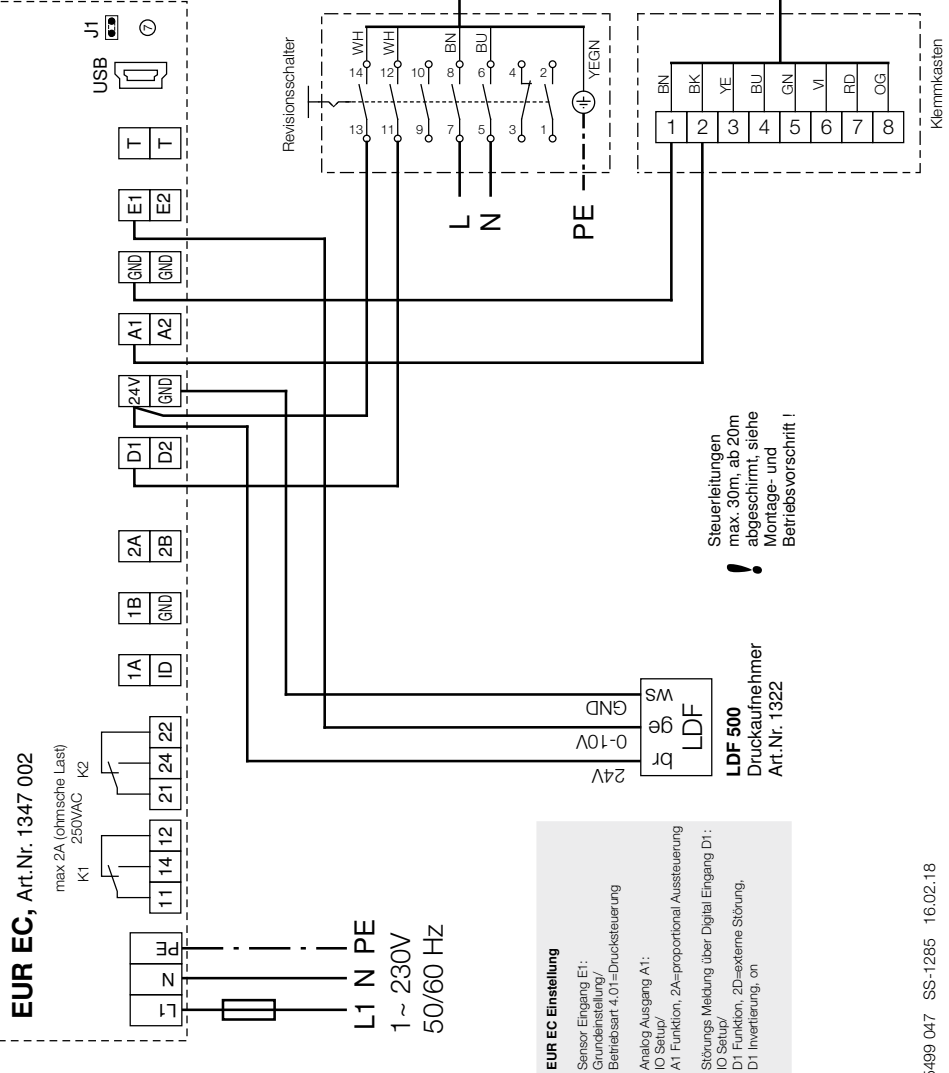 EUR EC, Art.Nr. 1347 002
max 2A (ohmsche Last)
250VAC
K1
K2
L1 N PE
11 14 12
21 24 22
1A ID
1B GND
2A 2B
D1 D2
24V GND
A1 A2
GND GND
E1 E2
T T
USB
J1
7
L1 N PE
1~ 230V
50/60 Hz
Revisionsschalter
WH WH BN BU YEGN
14 12 10 8 6 4 2
13 11 9 7 5 3 1
L
N
PE
BN BK YE BU GN VI RD OG
1 2 3 4 5 6 7 8
Klemmkasten
24V
0-10V
GND
br ge ws
LDF
LDF 500
Druckaufnehmer
Art.Nr. 1322
!
Steuerleitungen
max. 30m, ab 20m
abgeschirmt, siehe
Montage- und
Betriebsvorschrift !
EUR EC Einstellung
Sensor Eingang E1:
Grundeinstellung/
Betriebsart 4.01=Drucksteuerung
Analog Ausgang A1:
IO Setup/
A1 Funktion, 2A=proportional Aussteuerung
Störungs Meldung über Digital Eingang D1:
IO Setup/
D1 Funktion, 2D=externe Störung,
D1 Invertierung, on
047 SS-1285 16.02.18